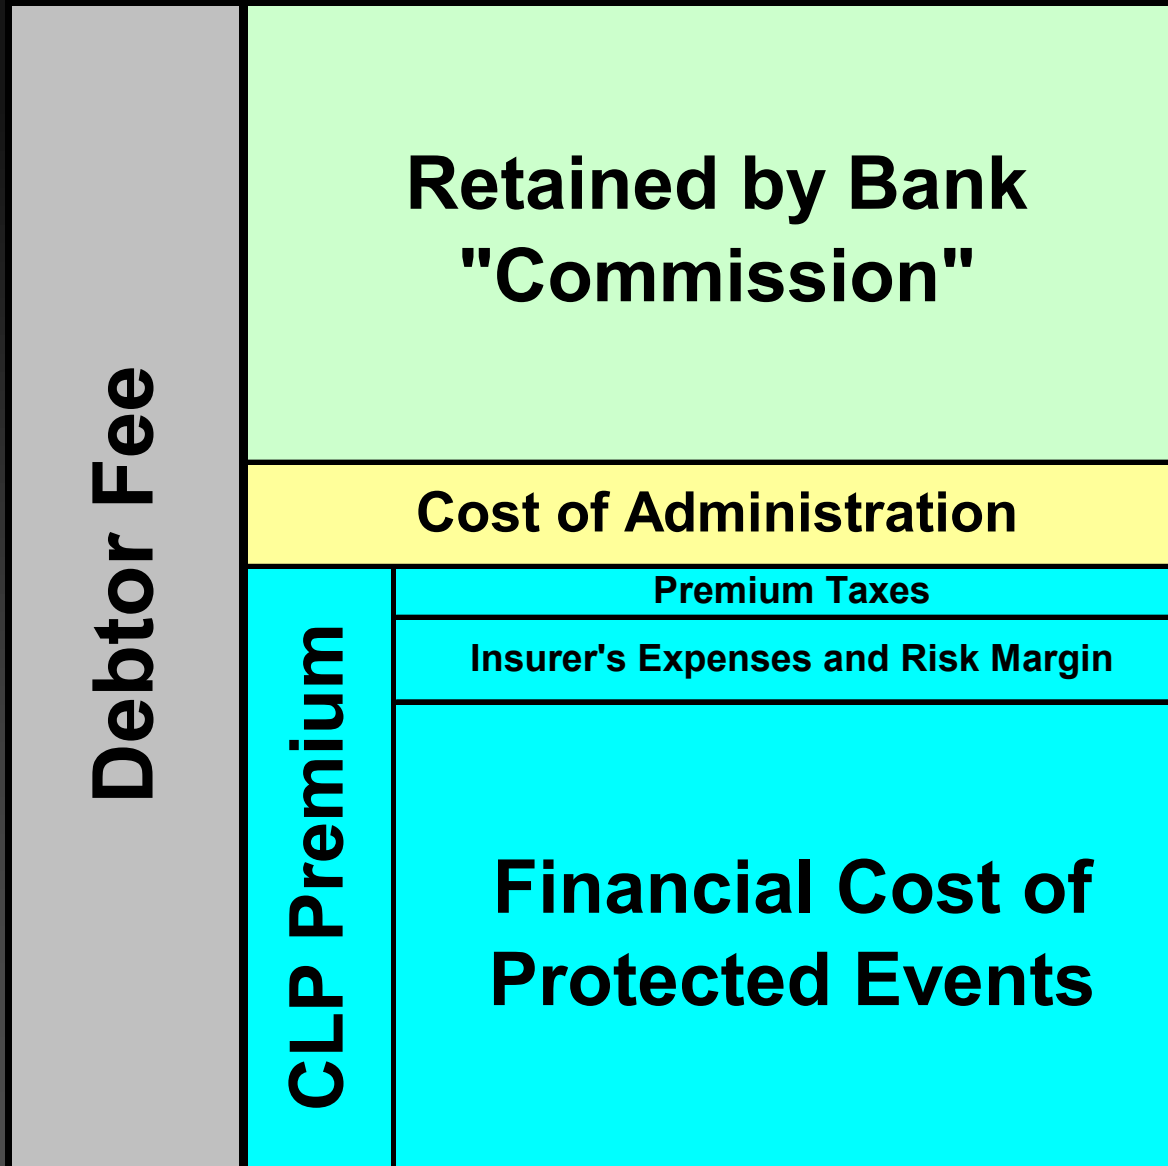 Debtor Fee
Retained by Bank
"Commission"
Cost of Administration
CLP Premium
Premium Taxes
Insurer's Expenses and Risk Margin
Financial Cost of
Protected Events